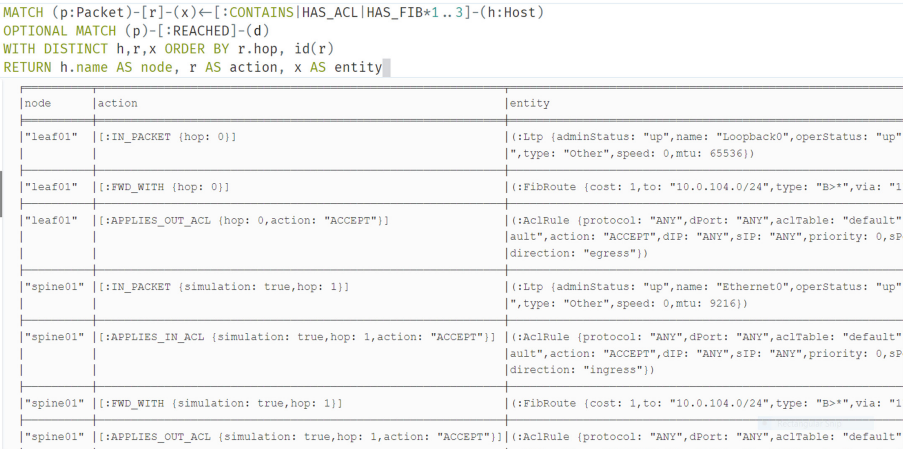 MATCH (p:Packet)-[r]-(x)<-[:CONTAINS|HAS_ACL|HAS_FIB*1..3]-(h:Host)
OPTIONAL MATCH (p)-[:REACHED]-(d)
WITH DISTINCT h,r,x ORDER BY r.hop, id(r)
RETURN h.name AS node, r AS action, x AS entity
node action entity
"leaf01" [:IN_PACKET {hop: 0}] (:Ltp {adminStatus: "up",name: "Loopback0",operStatus: "up"
",type: "Other",speed: 0,mtu: 65536})
"leaf01" [:FWD_WITH {hop: 0}] (:FibRoute {cost: 1,to: "10.0.104.0/24",type: "B>*",via: "1
"leaf01" [:APPLIES_OUT_ACL {hop: 0,action: "ACCEPT"}] (:AclRule {protocol: "ANY",dPort: "ANY",aclTable: "default"
ault",action: "ACCEPT",dIP: "ANY",sIP: "ANY",priority: 0,sP
direction: "egress"})
"spine01" [:IN_PACKET {simulation: true,hop: 1}] (:Ltp {adminStatus: "up",name: "Ethernet0",operStatus: "up"
",type: "Other",speed: 0,mtu: 9216})
"spine01" [:APPLIES_IN_ACL {simulation: true,hop: 1,action: "ACCEPT"}] (:AclRule {protocol: "ANY",dPort: "ANY",aclTable: "default"
ault",action: "ACCEPT",dIP: "ANY",sIP: "ANY",priority: 0,sP
direction: "ingress"})
"spine01" [:FWD_WITH {simulation: true,hop: 1}] (:FibRoute {cost: 1,to: "10.0.104.0/24",type: "B>*",via: "1
"spine01" [:APPLIES_OUT_ACL {simulation: true,hop: 1,action: "ACCEPT"}] (:AclRule {protocol: "ANY",dPort: "ANY",aclTable: "default"